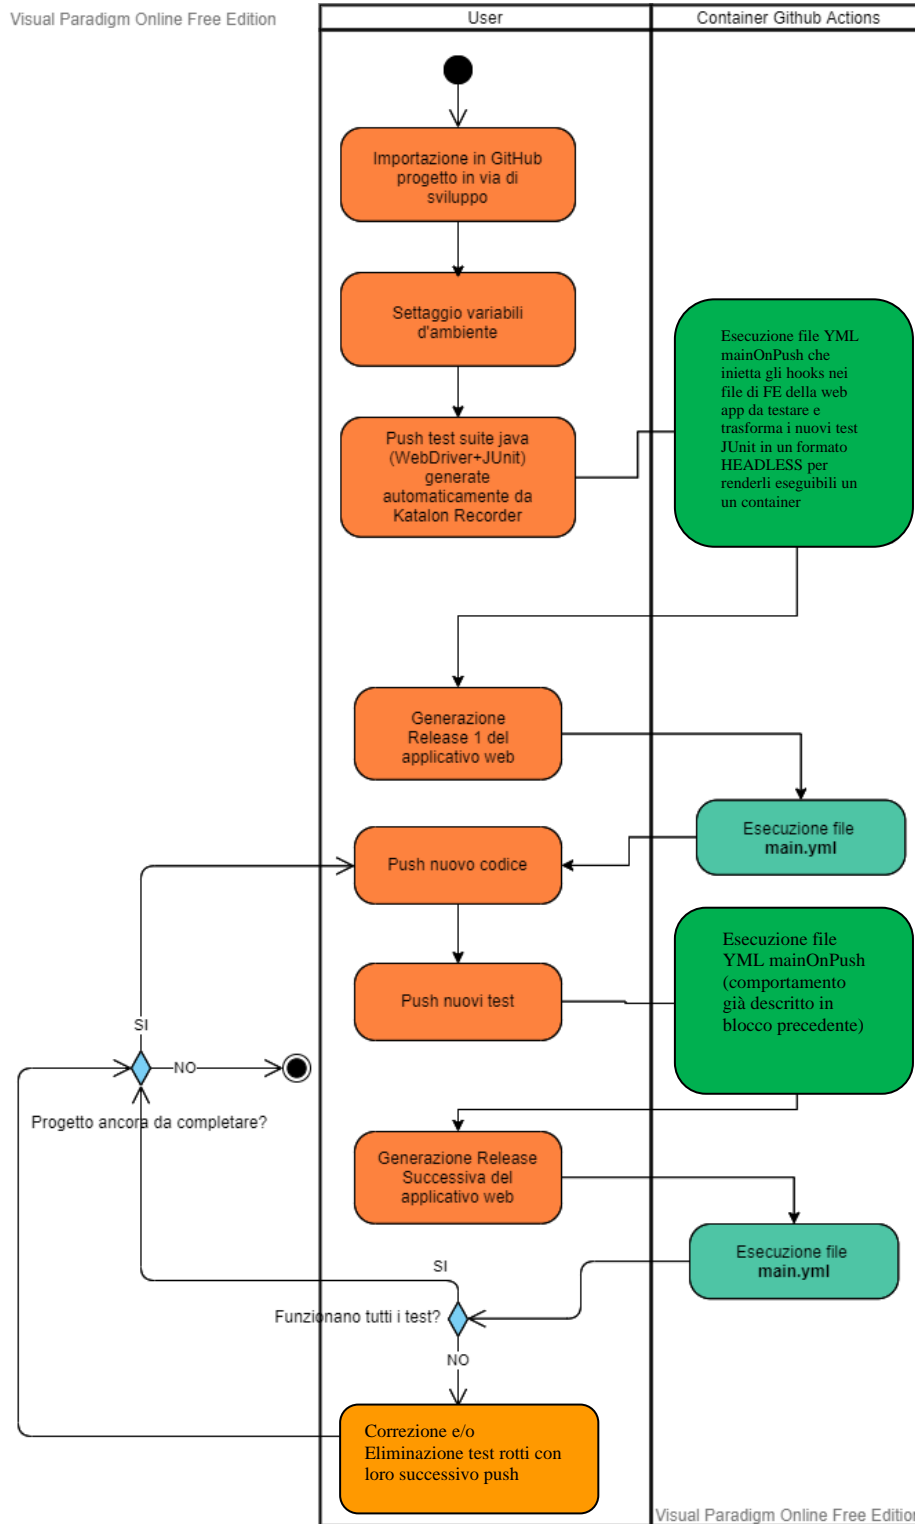 Visual Paradigm Online Free Edition
User
Container Github Actions
Importazione in GitHub
progetto in via di
sviluppo
Settaggio variabili
d'ambiente
Push test suite java
(WebDriver+JUnit)
generate
automaticamente da
Katalon Recorder
Esecuzione file YML
mainOnPush che
inietta gli hooks nei
file di FE della web
app da testare e
trasforma i nuovi test
JUnit in un formato
HEADLESS per
renderli eseguibili un
un container
Generazione
Release 1 del
applicativo web
Esecuzione file
main.yml
Push nuovo codice
Push nuovi test
Esecuzione file
YML mainOnPush
(comportamento
già descritto in
blocco precedente)
SI
NO
Progetto ancora da completare?
Generazione Release
Successiva del
applicativo web
Esecuzione file
main.yml
SI
Funzionano tutti i test?
NO
Correzione e/o
Eliminazione test rotti con
loro successivo push
Visual Paradigm Online Free Edition